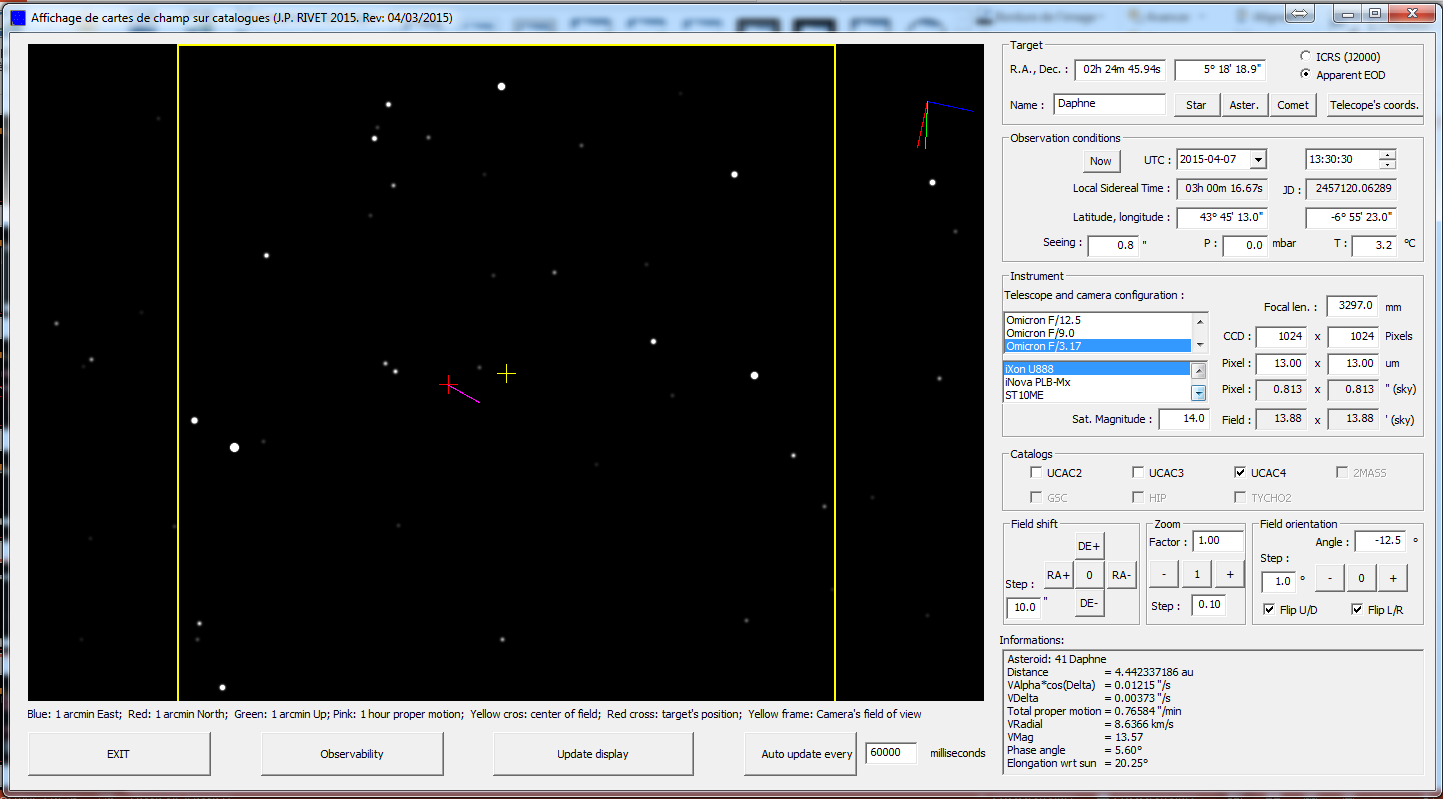 Affichage de cartes de champ sur catalogues (J.P. RIVET 2015. Rev: 04/03/2015)
Target
R.A., Dec. : 02h 24m 45.94s 5° 18' 18.9"
ICRS (J2000)
Apparent EOD
Name : Daphne Star Aster. Comet Telecope's coords.
Observation conditions
Now UTC : 2015-04-07 13:30:30
Local Sidereal Time : 03h 00m 16.67s JD : 2457120.06289
Latitude, longitude : 43° 45' 13.0" -6° 55' 23.0"
Seeing : 0.8 " P : 0.0 mbar T : 3.2 °C
Instrument
Telescope and camera configuration :
Omicron F/12.5
Omicron F/9.0
Omicron F/3.17
iXon U888
iNova PLB-Mx
ST10ME
Focal len. : 3297.0 mm
CCD : 1024 x 1024 Pixels
Pixel : 13.00 x 13.00 um
Pixel : 0.813 x 0.813 " (sky)
Sat. Magnitude : 14.0 Field : 13.88 x 13.88 ' (sky)
Catalogs
UCAC2 UCAC3 UCAC4 2MASS
GSC HIP TYCHO2
Field shift
DE+
RA+ 0 RA-
DE-
Step : 10.0 "
Zoom
Factor : 1.00
- 1 +
Step : 0.10
Field orientation
Angle : -12.5 °
Step :
1.0 ° - 0 +
Flip U/D Flip L/R
Informations:
Asteroid: 41 Daphne
Distance = 4.442337186 au
VAlpha*cos(Delta) = 0.01215 "/s
VDelta = 0.00373 "/s
Total proper motion = 0.76584 "/min
VRadial = 8.6366 km/s
VMag = 13.57
Phase angle = 5.60°
Elongation wrt sun = 20.25°
Blue: 1 arcmin East; Red: 1 arcmin North; Green: 1 arcmin Up; Pink: 1 hour proper motion; Yellow cros: center of field; Red cross: target's position; Yellow frame: Camera's field of view
EXIT Observability Update display Auto update every 60000 milliseconds